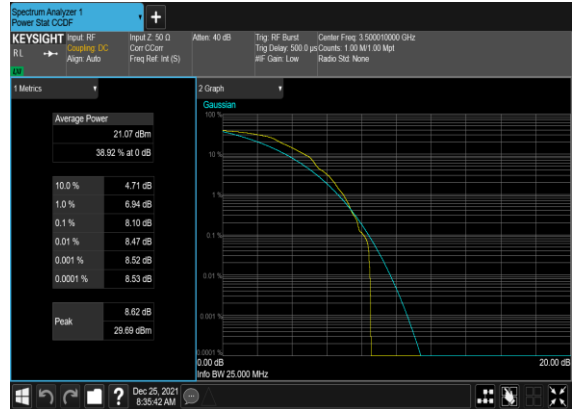 Spectrum Analyzer 1
Power Stat CCDF
+
KEYSIGHT
RL
Input: RF
Coupling: DC
Align: Auto
Input Z: 50 Ω
Corr CCorr
Freq Ref: Int (S)
Atten: 40 dB
Trig: RF Burst
Trig Delay: 500.0 µs
#IF Gain: Low
Center Freq: 3.500010000 GHz
Counts: 1.00 M/1.00 Mpt
Radio Std: None
1 Metrics
Average Power
21.07 dBm
38.92 % at 0 dB
10.0 % 4.71 dB
1.0 % 6.94 dB
0.1 % 8.10 dB
0.01 % 8.47 dB
0.001 % 8.52 dB
0.0001 % 8.53 dB
Peak
8.62 dB
29.69 dBm
2 Graph
Gaussian
100 %
10 %
1 %
0.1 %
0.01 %
0.001 %
0.0001 %
0.00 dB
20.00 dB
Info BW 25.000 MHz
?
Dec 25, 2021
8:35:42 AM